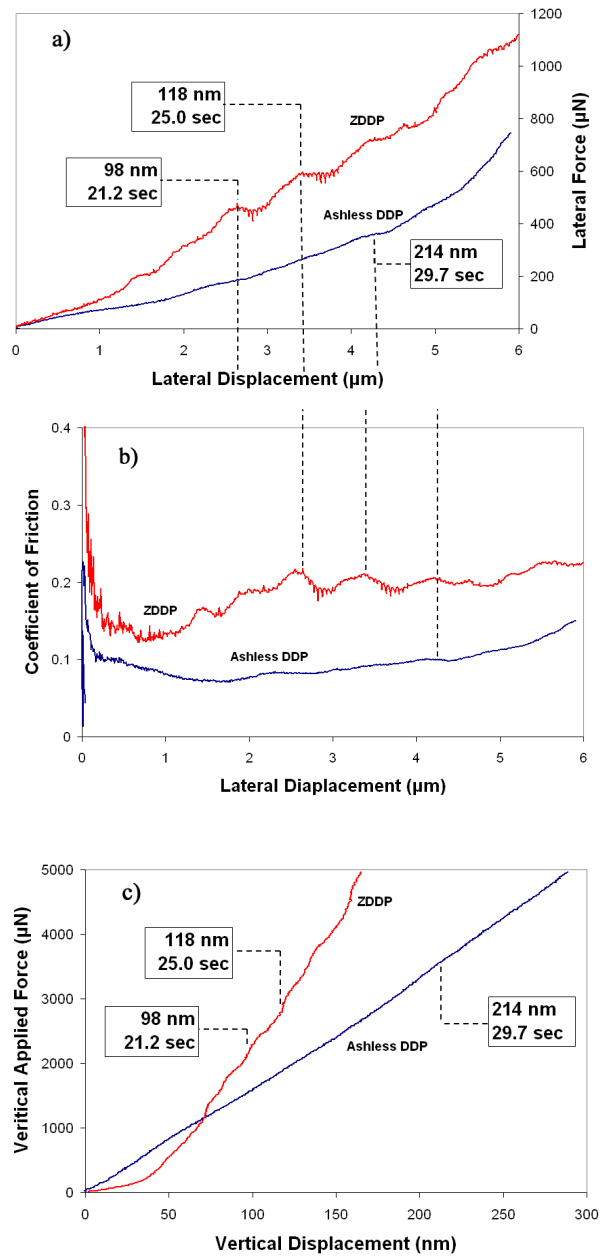 a)
1200
1000
800
600
400
200
0
Lateral Force (µN)
118 nm
25.0 sec
ZDDP
98 nm
21.2 sec
Ashless DDP
214 nm
29.7 sec
0 1 2 3 4 5 6
Lateral Displacement (µm)
b)
0.4
0.3
0.2
0.1
0
Coefficient of Friction
ZDDP
Ashless DDP
0 1 2 3 4 5 6
Lateral Diaplacement (µm)
c)
5000
4000
3000
2000
1000
0
Veritical Applied Force (µN)
ZDDP
118 nm
25.0 sec
98 nm
21.2 sec
214 nm
29.7 sec
Ashless DDP
0 50 100 150 200 250 300
Vertical Displacement (nm)